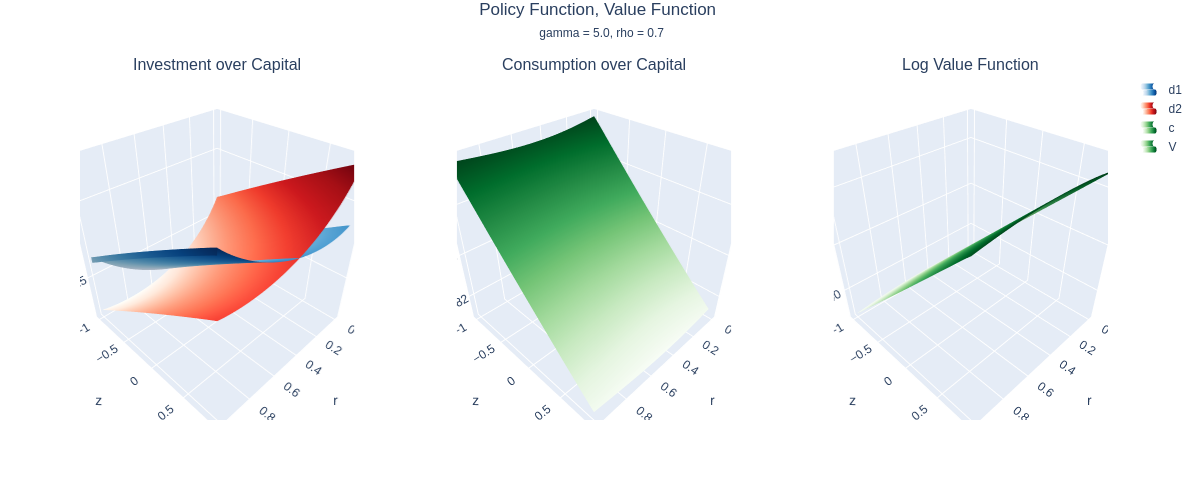 Policy Function, Value Function
gamma = 5.0, rho = 0.7
Investment over Capital
Consumption over Capital
Log Value Function
d1
d2
c
V
5
−1
−0.5
0
0.5
z
0
0.2
0.4
0.6
0.8
r
82
−1
−0.5
0
0.5
z
0
0.2
0.4
0.6
0.8
r
0
−1
−0.5
0
0.5
z
0
0.2
0.4
0.6
0.8
r